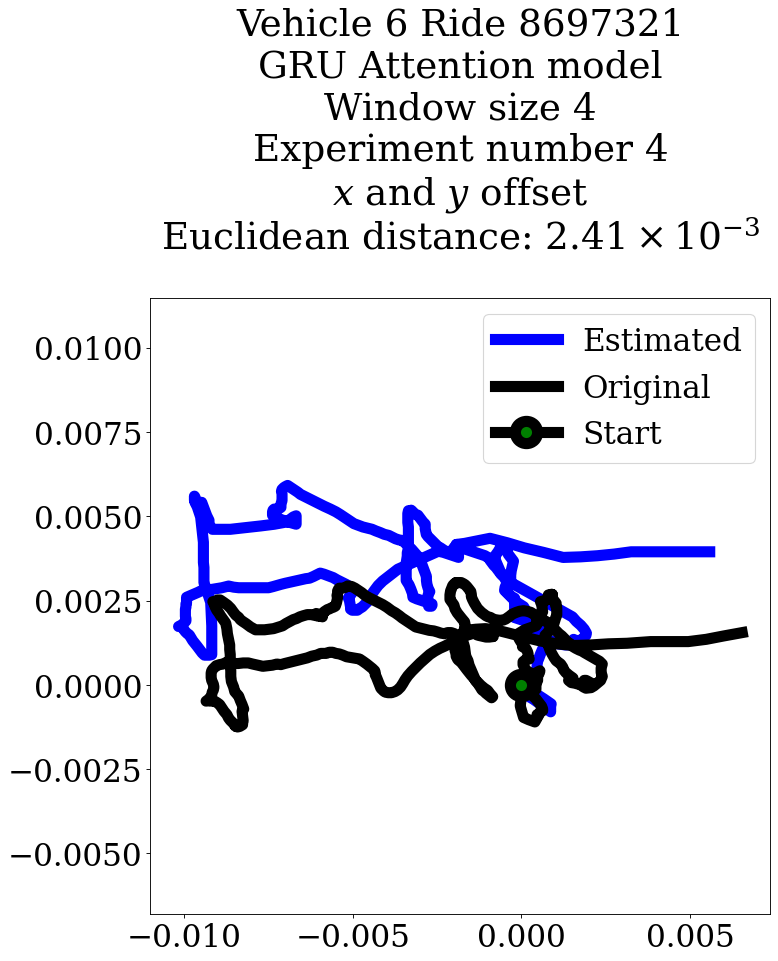 Vehicle 6 Ride 8697321
GRU Attention model
Window size 4
Experiment number 4
x and y offset
Euclidean distance: 2.41 × 10⁻³
Estimated
Original
Start
0.0100
0.0075
0.0050
0.0025
0.0000
−0.0025
−0.0050
−0.010 −0.005 0.000 0.005